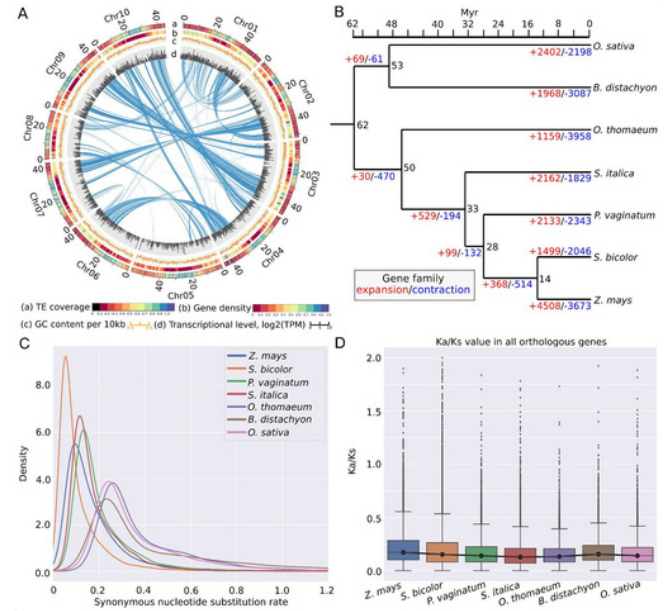 A
Chr10
Chr01
Chr09
Chr02
Chr08
Chr03
Chr07
Chr04
Chr06
Chr05
a
b
c
d
0
20
40
(a) TE coverage
(b) Gene density
(c) GC content per 10kb
(d) Transcriptional level, log2(TPM)
B
Myr
62 48 40 32 24 16 8 0
+69/-61
53
+2402/-2198
O. sativa
+1968/-3087
B. distachyon
62
+1159/-3958
O. thomaeum
50
+30/-470
+2162/-1829
S. italica
33
+529/-194
+2133/-2343
P. vaginatum
28
+99/-132
+1499/-2046
S. bicolor
14
+368/-514
+4508/-3673
Z. mays
Gene family
expansion/contraction
C
Z. mays
S. bicolor
P. vaginatum
S. italica
O. thomaeum
B. distachyon
O. sativa
8.0
6.0
4.0
2.0
0.0
Density
0 0.2 0.4 0.6 0.8 1.0 1.2
Synonymous nucleotide substitution rate
D
Ka/Ks value in all orthologous genes
2.0
1.5
1.0
0.5
0.0
Ka/Ks
Z. mays
S. bicolor
P. vaginatum
S. italica
O. thomaeum
B. distachyon
O. sativa